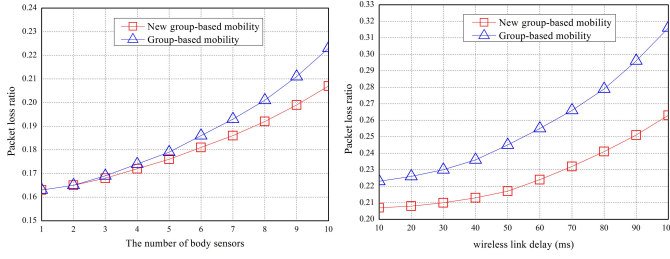 0.24
0.23
0.22
0.21
0.20
0.19
0.18
0.17
0.16
0.15
Packet loss ratio
New group-based mobility
Group-based mobility
1 2 3 4 5 6 7 8 9 10
The number of body sensors
0.33
0.32
0.31
0.30
0.29
0.28
0.27
0.26
0.25
0.24
0.23
0.22
0.21
0.20
Packet loss ratio
New group-based mobility
Group-based mobility
10 20 30 40 50 60 70 80 90 10
wireless link delay (ms)